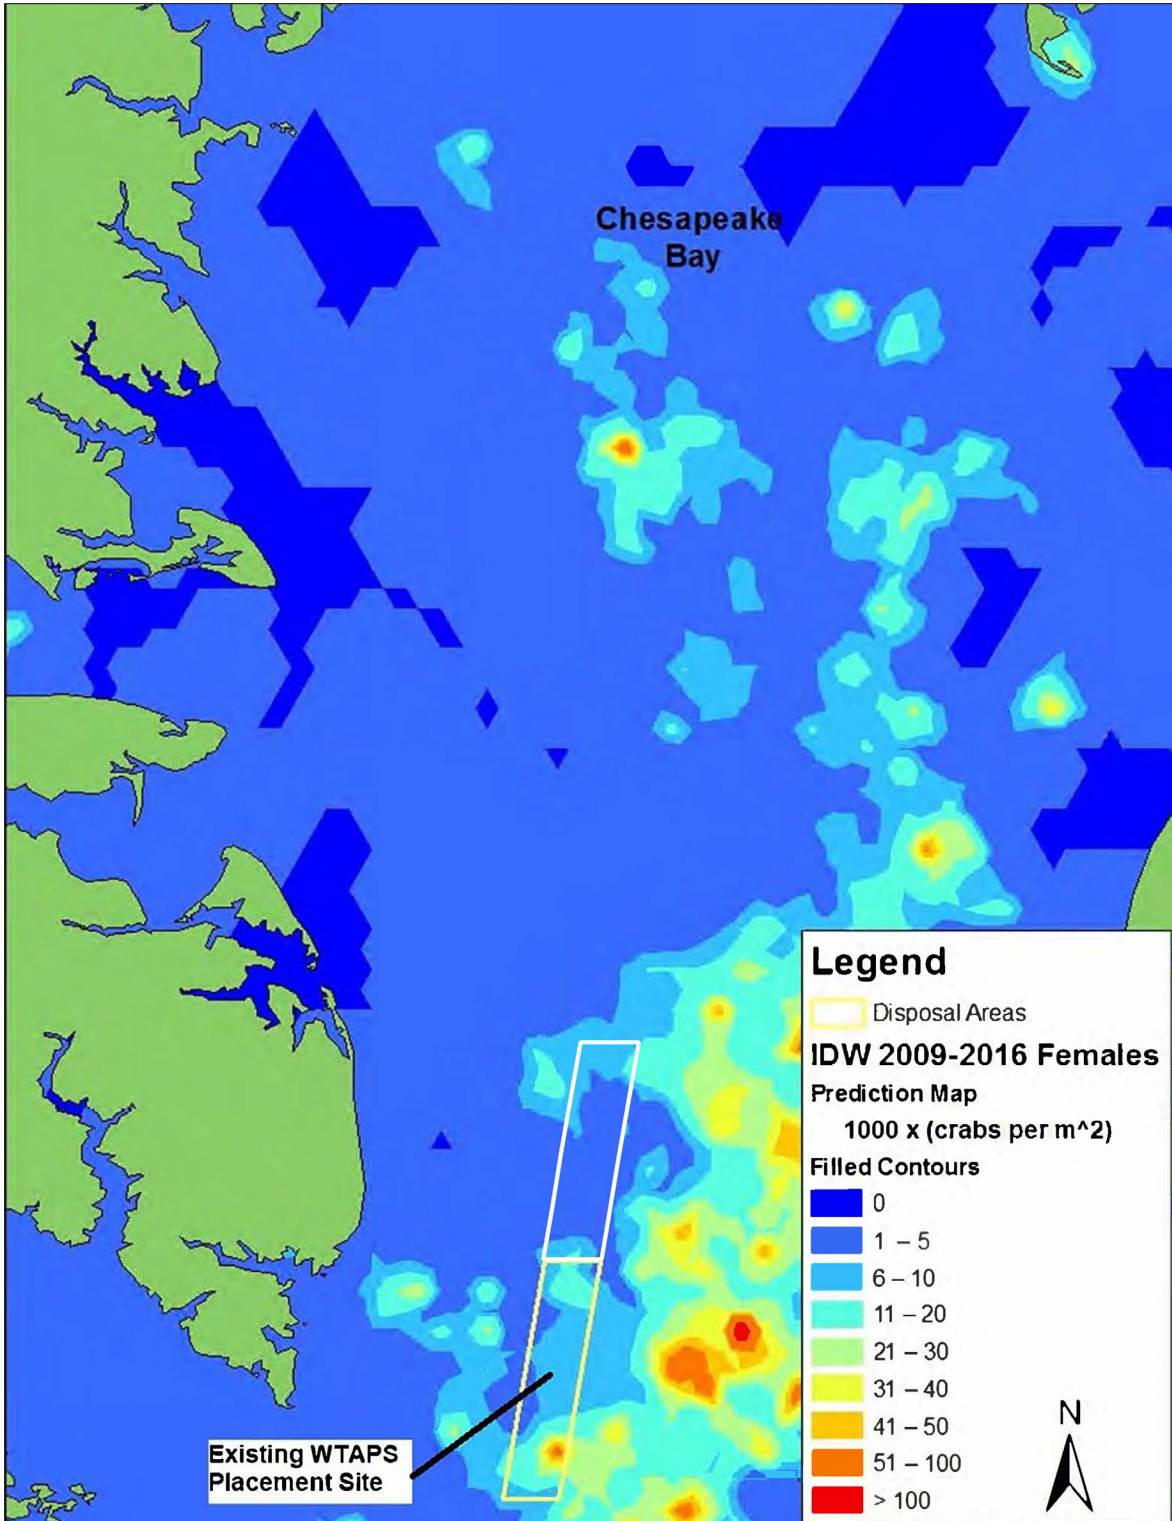 Chesapeake
Bay
Legend
Disposal Areas
IDW 2009-2016 Females
Prediction Map
1000 x (crabs per m^2)
Filled Contours
0
1 – 5
6 – 10
11 – 20
21 – 30
31 – 40
41 – 50
51 – 100
> 100
N
Existing WTAPS
Placement Site